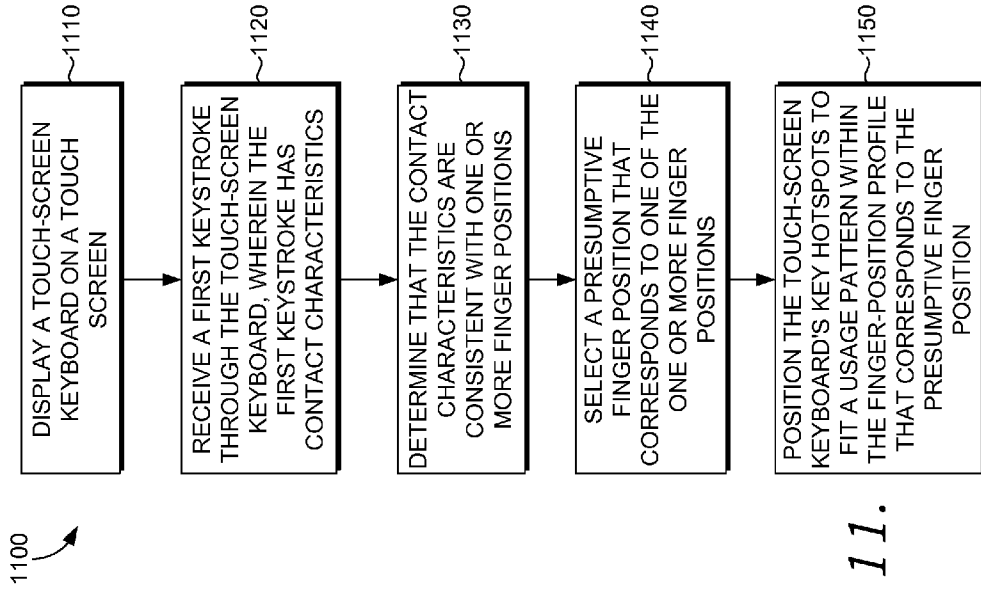 1100
DISPLAY A TOUCH-SCREEN
KEYBOARD ON A TOUCH
SCREEN
1110
RECEIVE A FIRST KEYSTROKE
THROUGH THE TOUCH-SCREEN
KEYBOARD, WHEREIN THE
FIRST KEYSTROKE HAS
CONTACT CHARACTERISTICS
1120
DETERMINE THAT THE CONTACT
CHARACTERISTICS ARE
CONSISTENT WITH ONE OR
MORE FINGER POSITIONS
1130
SELECT A PRESUMPTIVE
FINGER POSITION THAT
CORRESPONDS TO ONE OF THE
ONE OR MORE FINGER
POSITIONS
1140
POSITION THE TOUCH-SCREEN
KEYBOARD'S KEY HOTSPOTS TO
FIT A USAGE PATTERN WITHIN
THE FINGER-POSITION PROFILE
THAT CORRESPONDS TO THE
PRESUMPTIVE FINGER
POSITION
1150
11.